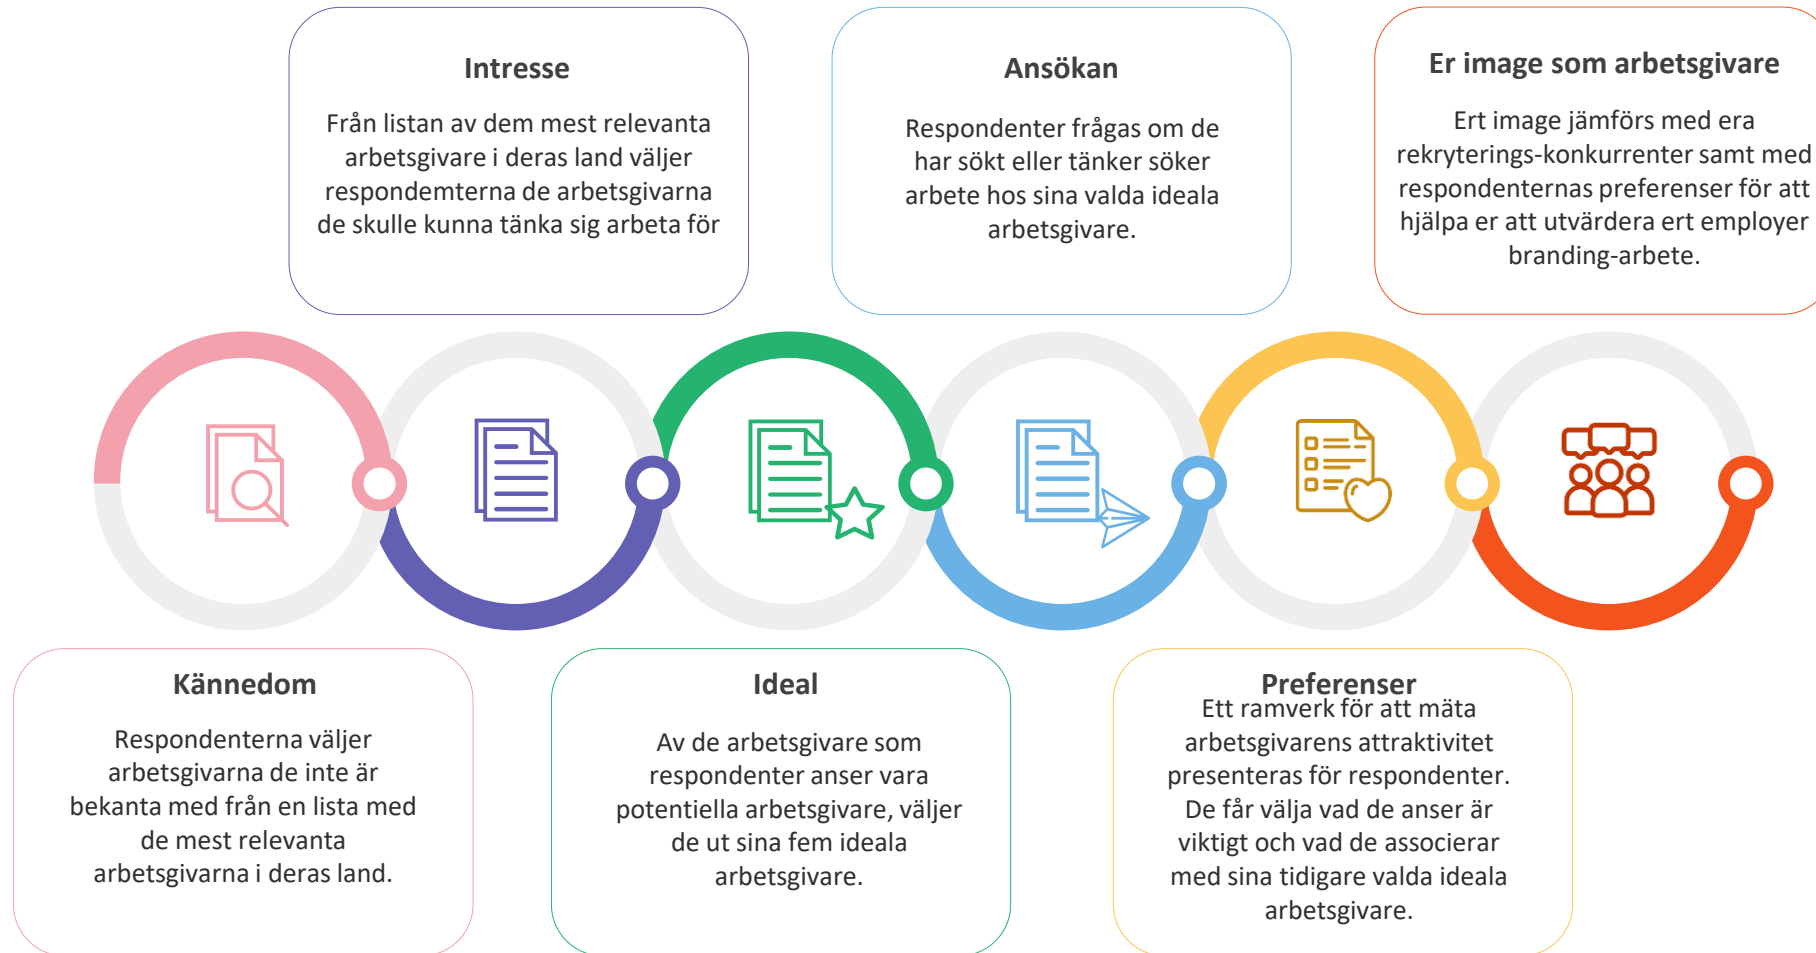 Intresse
Från listan av dem mest relevanta
arbetsgivare i deras land väljer
respondemterna de arbetsgivarna
de skulle kunna tänka sig arbeta för
Ansökan
Respondenter frågas om de
har sökt eller tänker söker
arbete hos sina valda ideala
arbetsgivare.
Er image som arbetsgivare
Ert image jämförs med era
rekryterings-konkurrenter samt med
respondenternas preferenser för att
hjälpa er att utvärdera ert employer
branding-arbete.
Kännedom
Respondenterna väljer
arbetsgivarna de inte är
bekanta med från en lista med
de mest relevanta
arbetsgivarna i deras land.
Ideal
Av de arbetsgivare som
respondenter anser vara
potentiella arbetsgivare, väljer
de ut sina fem ideala
arbetsgivare.
Preferenser
Ett ramverk för att mäta
arbetsgivarens attraktivitet
presenteras för respondenter.
De får välja vad de anser är
viktigt och vad de associerar
med sina tidigare valda ideala
arbetsgivare.